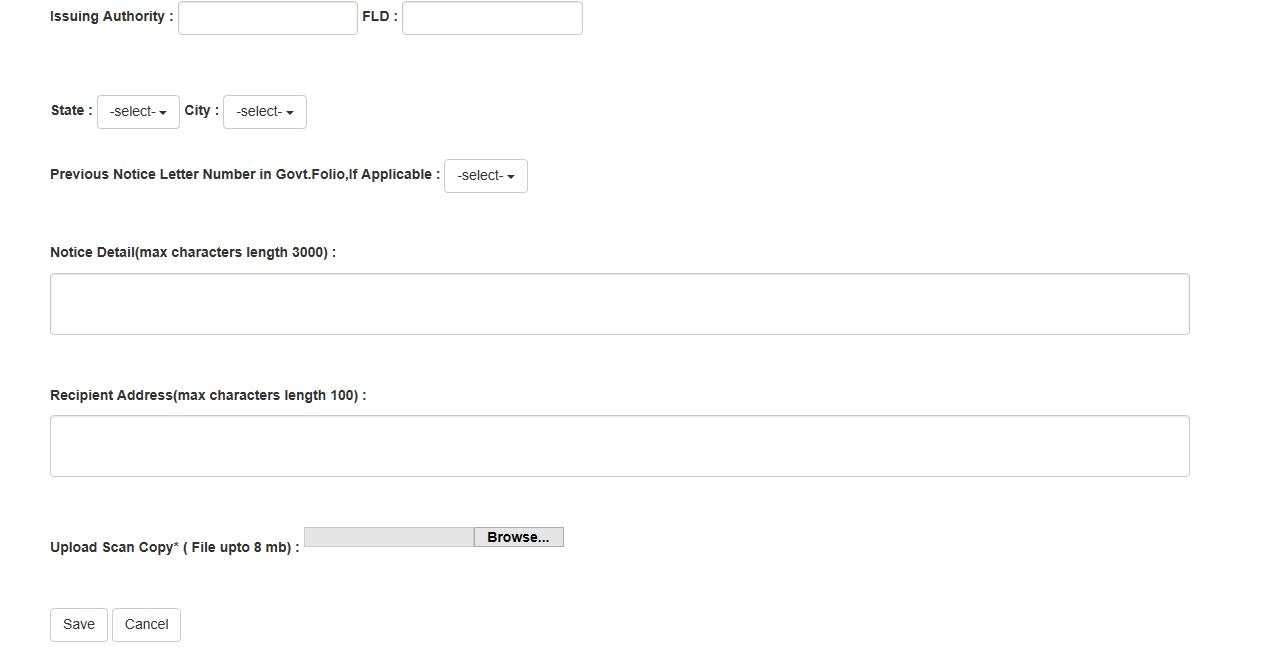 Issuing Authority : FLD :
State : -select- City : -select-
Previous Notice Letter Number in Govt.Folio,If Applicable : -select-
Notice Detail(max characters length 3000) :
Recipient Address(max characters length 100) :
Upload Scan Copy* ( File upto 8 mb) : Browse...
Save Cancel